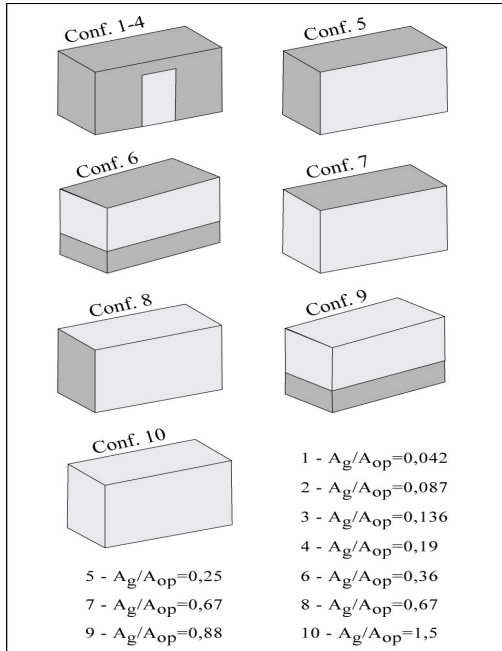 Conf. 1-4
Conf. 5
Conf. 6
Conf. 7
Conf. 8
Conf. 9
Conf. 10
1 - Ag/Aop=0,042
2 - Ag/Aop=0,087
3 - Ag/Aop=0,136
4 - Ag/Aop=0,19
5 - Ag/Aop=0,25
6 - Ag/Aop=0,36
7 - Ag/Aop=0,67
8 - Ag/Aop=0,67
9 - Ag/Aop=0,88
10 - Ag/Aop=1,5